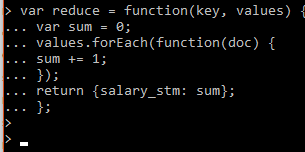 > var reduce = function(key, values) {
... var sum = 0;
... values.forEach(function(doc) {
... sum += 1;
... });
... return {salary_stm: sum};
... };
>
>